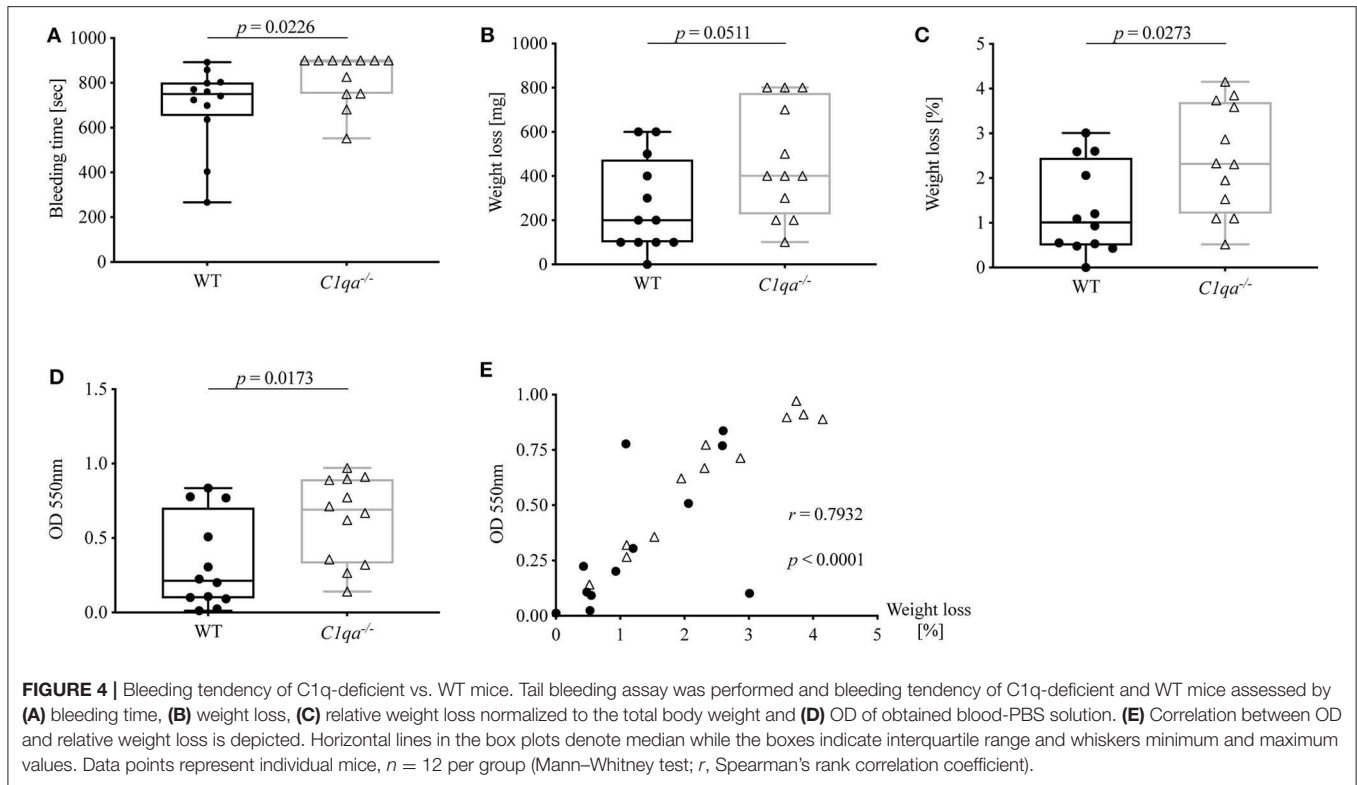 A
p = 0.0226
Bleeding time [sec]
1000
800
600
400
200
0
WT
C1qa-/-
B
p = 0.0511
Weight loss [mg]
1000
800
600
400
200
0
WT
C1qa-/-
C
p = 0.0273
Weight loss [%]
5
4
3
2
1
0
WT
C1qa-/-
D
p = 0.0173
OD 550nm
1.5
1.0
0.5
0.0
WT
C1qa-/-
E
OD 550nm
1.00
0.75
0.50
0.25
0.00
r = 0.7932
p < 0.0001
0 1 2 3 4 5
Weight loss
[%]
FIGURE 4 | Bleeding tendency of C1q-deficient vs. WT mice. Tail bleeding assay was performed and bleeding tendency of C1q-deficient and WT mice assessed by
(A) bleeding time, (B) weight loss, (C) relative weight loss normalized to the total body weight and (D) OD of obtained blood-PBS solution. (E) Correlation between OD
and relative weight loss is depicted. Horizontal lines in the box plots denote median while the boxes indicate interquartile range and whiskers minimum and maximum
values. Data points represent individual mice, n = 12 per group (Mann–Whitney test; r, Spearman's rank correlation coefficient).